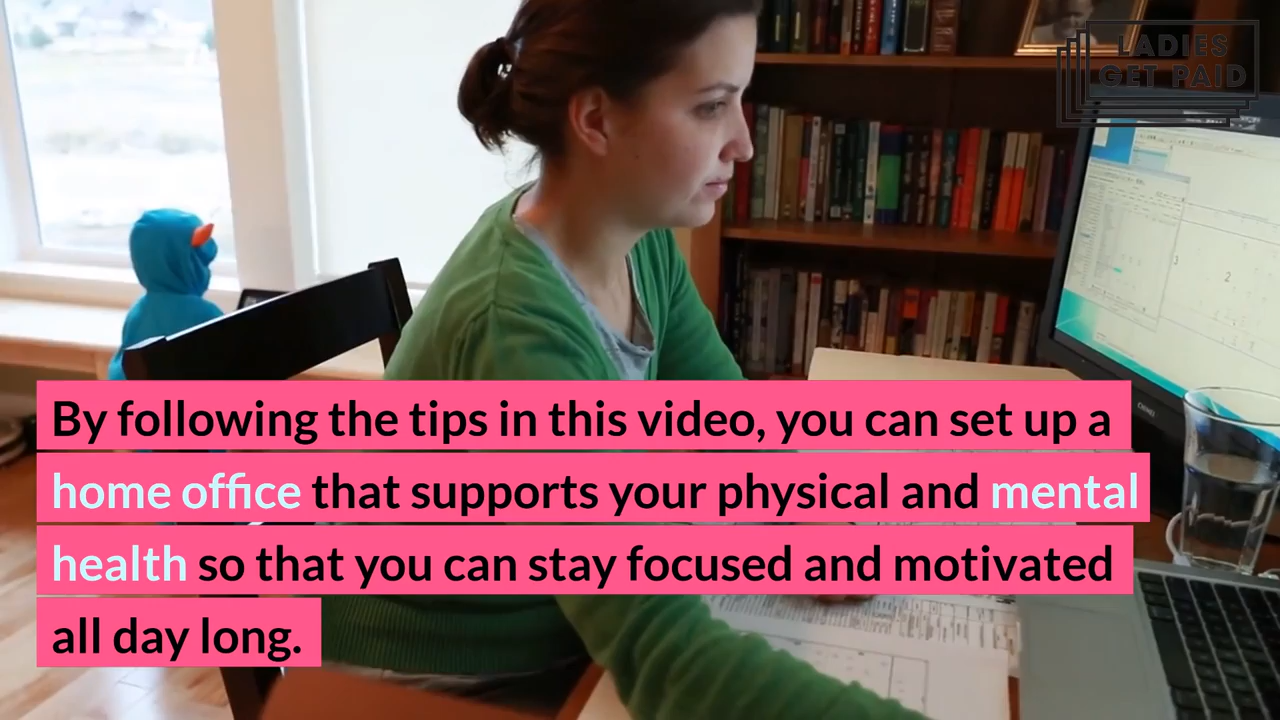 LADIES
GET PAID
By following the tips in this video, you can set up a
home office that supports your physical and mental
health so that you can stay focused and motivated
all day long.